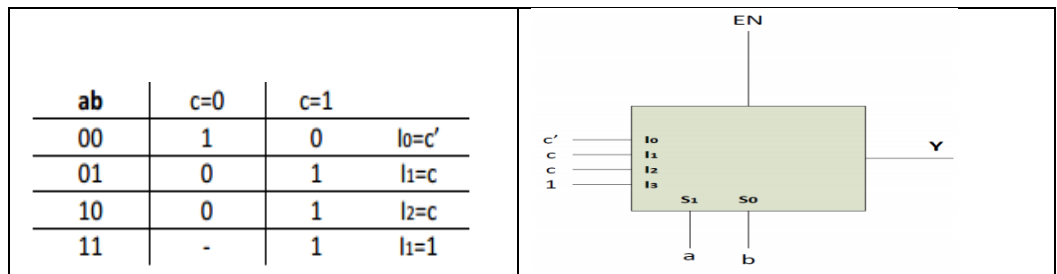 ab c=0 c=1
00 1 0 I₀=c'
01 0 1 I₁=c
10 0 1 I₂=c
11 - 1 I₁=1
EN
c' I₀
c I₁
c I₂
1 I₃
Y
S₁ S₀
a b